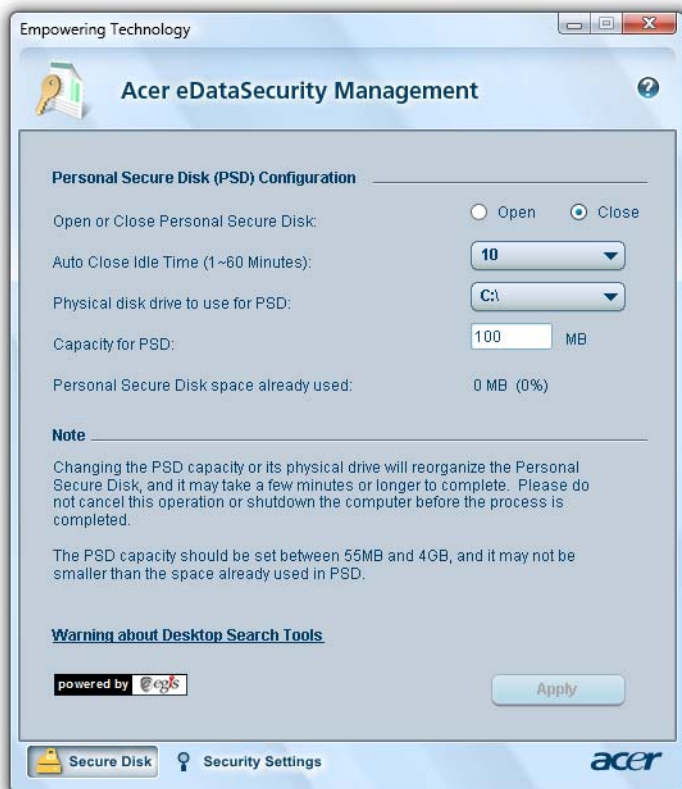 Empowering Technology
Acer eDataSecurity Management
?
Personal Secure Disk (PSD) Configuration
Open or Close Personal Secure Disk:
Open
Close
Auto Close Idle Time (1~60 Minutes):
10
Physical disk drive to use for PSD:
C:\
Capacity for PSD:
100
MB
Personal Secure Disk space already used:
0 MB (0%)
Note
Changing the PSD capacity or its physical drive will reorganize the Personal
Secure Disk, and it may take a few minutes or longer to complete. Please do
not cancel this operation or shutdown the computer before the process is
completed.
The PSD capacity should be set between 55MB and 4GB, and it may not be
smaller than the space already used in PSD.
Warning about Desktop Search Tools
powered by egis
Apply
Secure Disk
Security Settings
acer